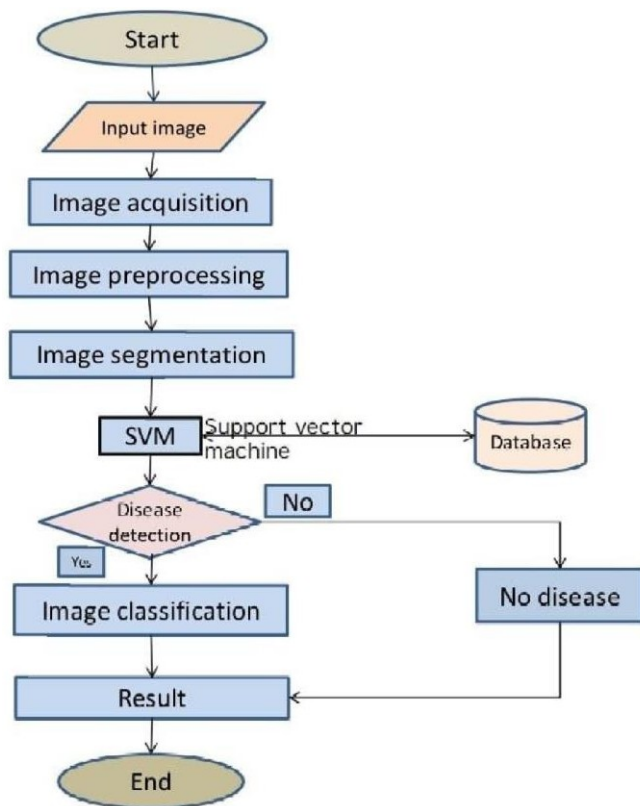 Start
Input image
Image acquisition
Image preprocessing
Image segmentation
SVM
Support vector
machine
Database
Disease
detection
No
Yes
Image classification
No disease
Result
End